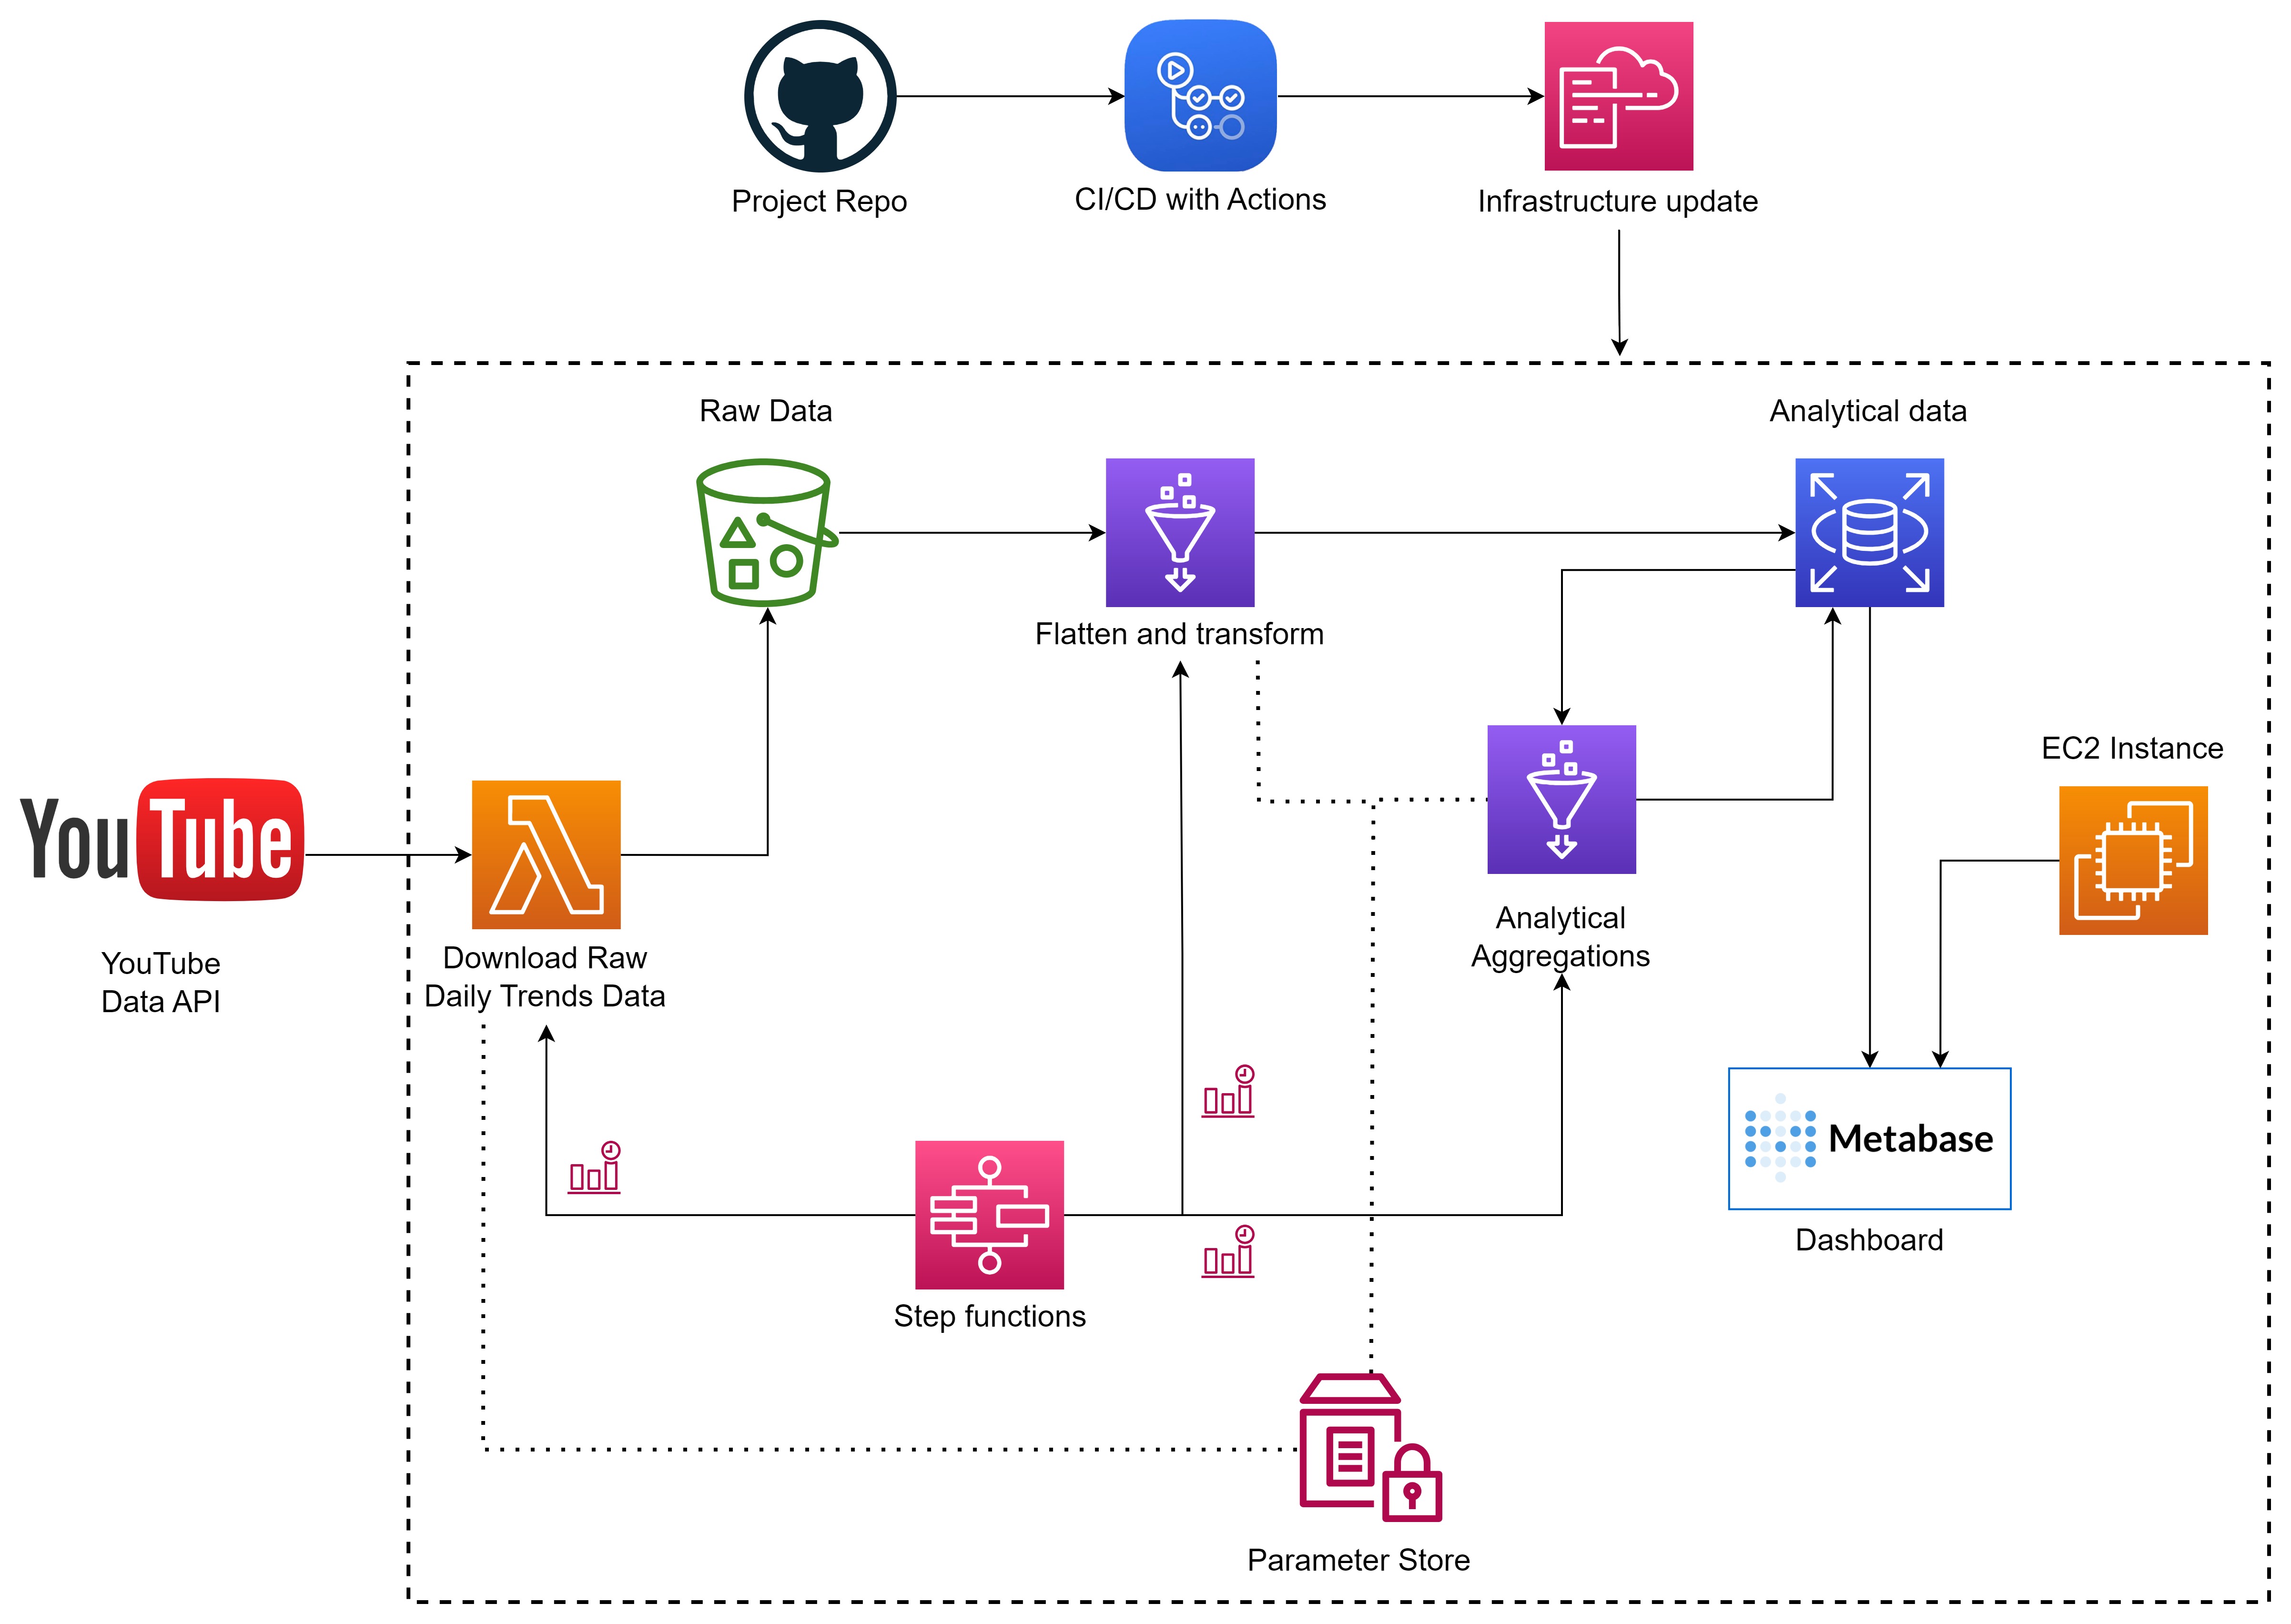 Project Repo
CI/CD with Actions
Infrastructure update
Raw Data
Analytical data
Flatten and transform
EC2 Instance
YouTube
YouTube
Data API
Download Raw
Daily Trends Data
Analytical
Aggregations
Metabase
Dashboard
Step functions
Parameter Store